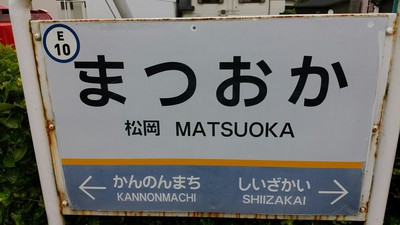 E
10
まつおか
松岡 MATSUOKA
← かんのんまち しいざかい →
KANNONMACHI SHIIZAKAI